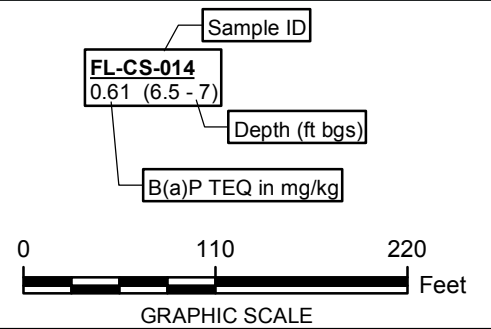 Sample ID
FL-CS-014
0.61 (6.5 - 7)
Depth (ft bgs)
B(a)P TEQ in mg/kg
0 110 220
Feet
GRAPHIC SCALE